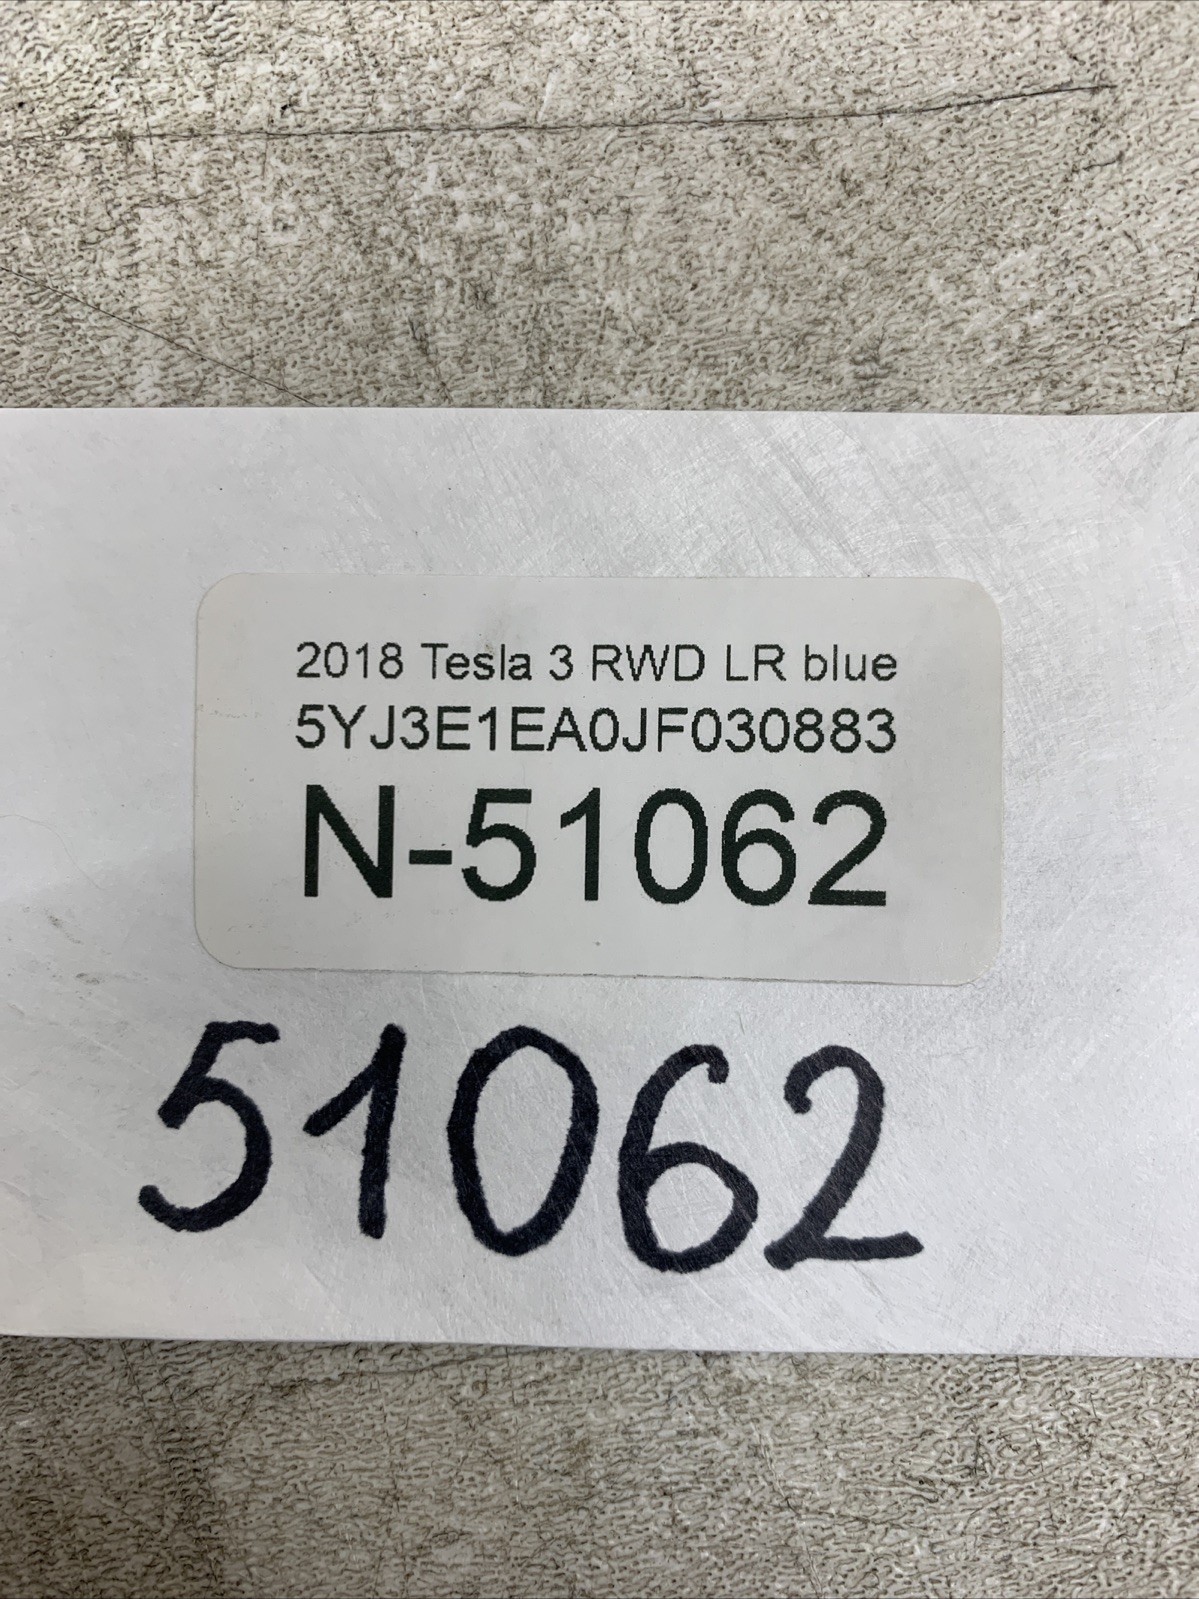 2018 Tesla 3 RWD LR blue
5YJ3E1EA0JF030883
N-51062
51062